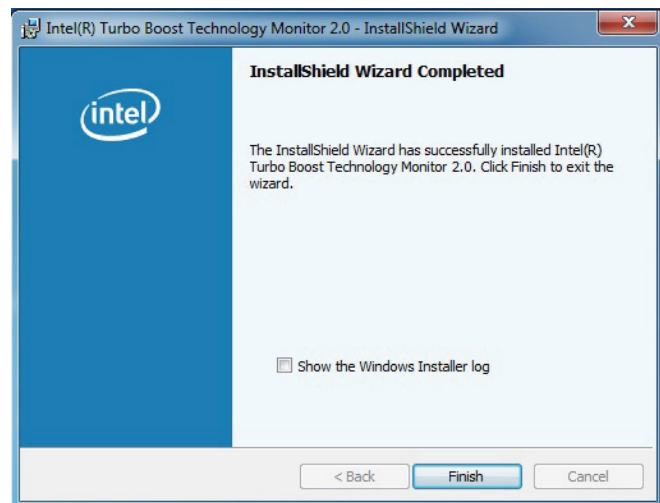 Intel(R) Turbo Boost Technology Monitor 2.0 - InstallShield Wizard
InstallShield Wizard Completed
intel
The InstallShield Wizard has successfully installed Intel(R)
Turbo Boost Technology Monitor 2.0. Click Finish to exit the
wizard.
Show the Windows Installer log
< Back
Finish
Cancel